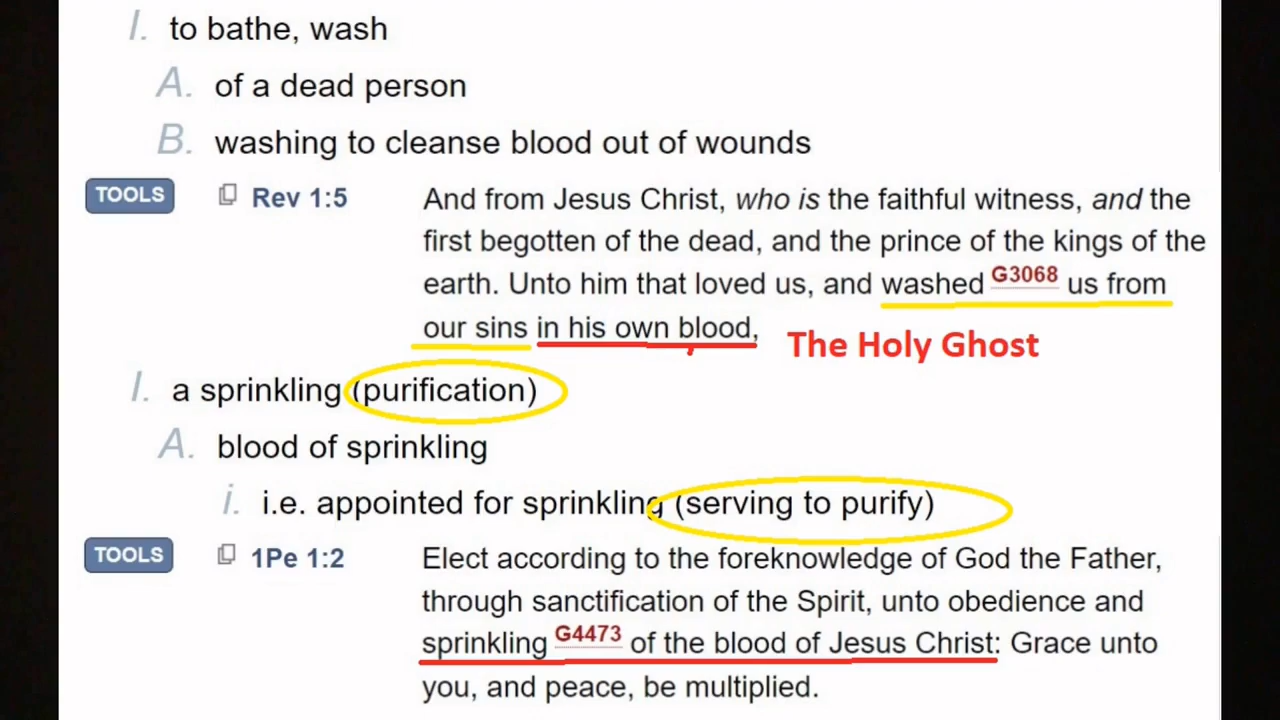 I. to bathe, wash
A. of a dead person
B. washing to cleanse blood out of wounds
TOOLS Rev 1:5 And from Jesus Christ, who is the faithful witness, and the
first begotten of the dead, and the prince of the kings of the
earth. Unto him that loved us, and washed G3068 us from
our sins in his own blood, The Holy Ghost
I. a sprinkling (purification)
A. blood of sprinkling
i. i.e. appointed for sprinkling (serving to purify)
TOOLS 1Pe 1:2 Elect according to the foreknowledge of God the Father,
through sanctification of the Spirit, unto obedience and
sprinkling G4473 of the blood of Jesus Christ: Grace unto
you, and peace, be multiplied.